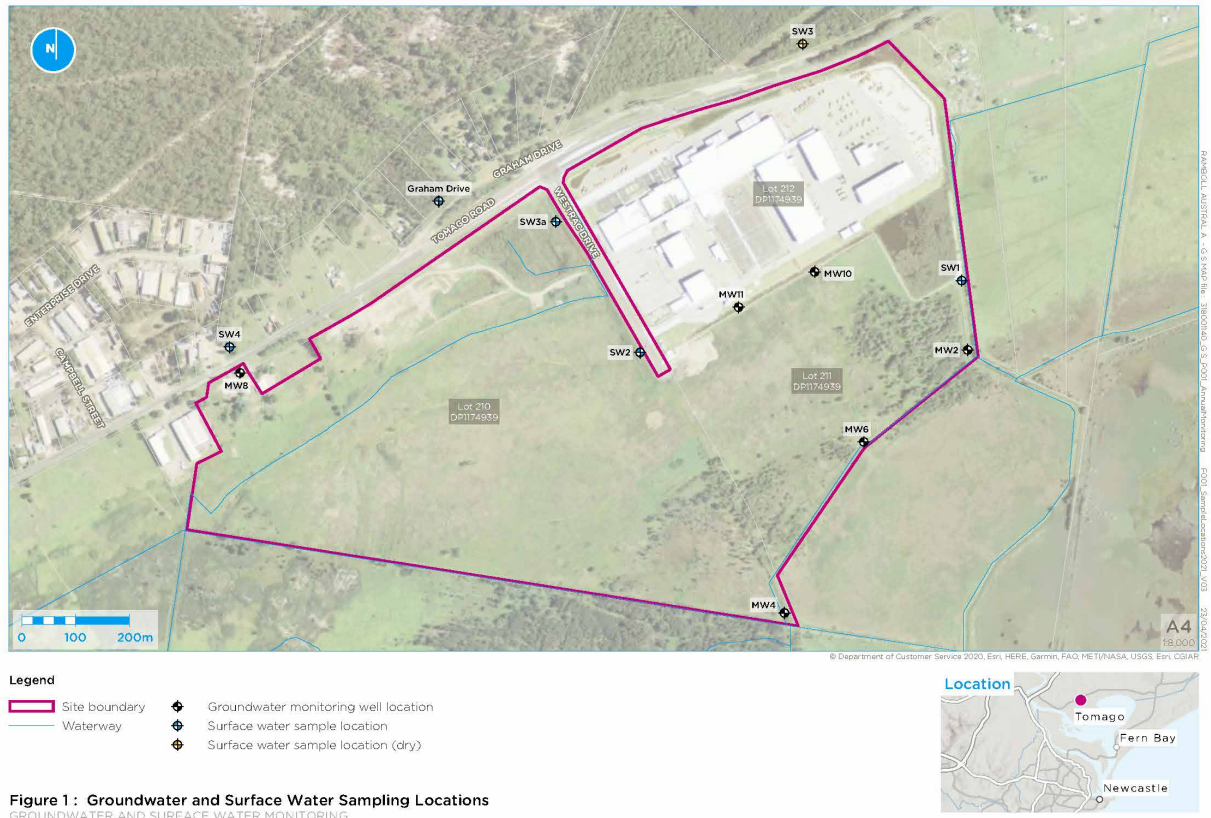 N
SW3
GRAHAM DRIVE
Graham Drive
TOMAGO ROAD
SW3a
WESTRAC DRIVE
Lot 212
DP1174939
MW10
SW1
MW11
ENTERPRISE DRIVE
SW4
SW2
MW2
MW8
CAMPBELL STREET
Lot 211
DP1174939
Lot 210
DP1174939
MW6
MW4
0 100 200m
A4
1:8,000
© Department of Customer Service 2020, Esri, HERE, Garmin, FAO, METI/NASA, USGS, Esri, CGIAR
23/04/2021
Legend
Site boundary
Waterway
Groundwater monitoring well location
Surface water sample location
Surface water sample location (dry)
Location
Tomago
Fern Bay
Newcastle
Figure 1 : Groundwater and Surface Water Sampling Locations
GROUNDWATER AND SURFACE WATER MONITORING